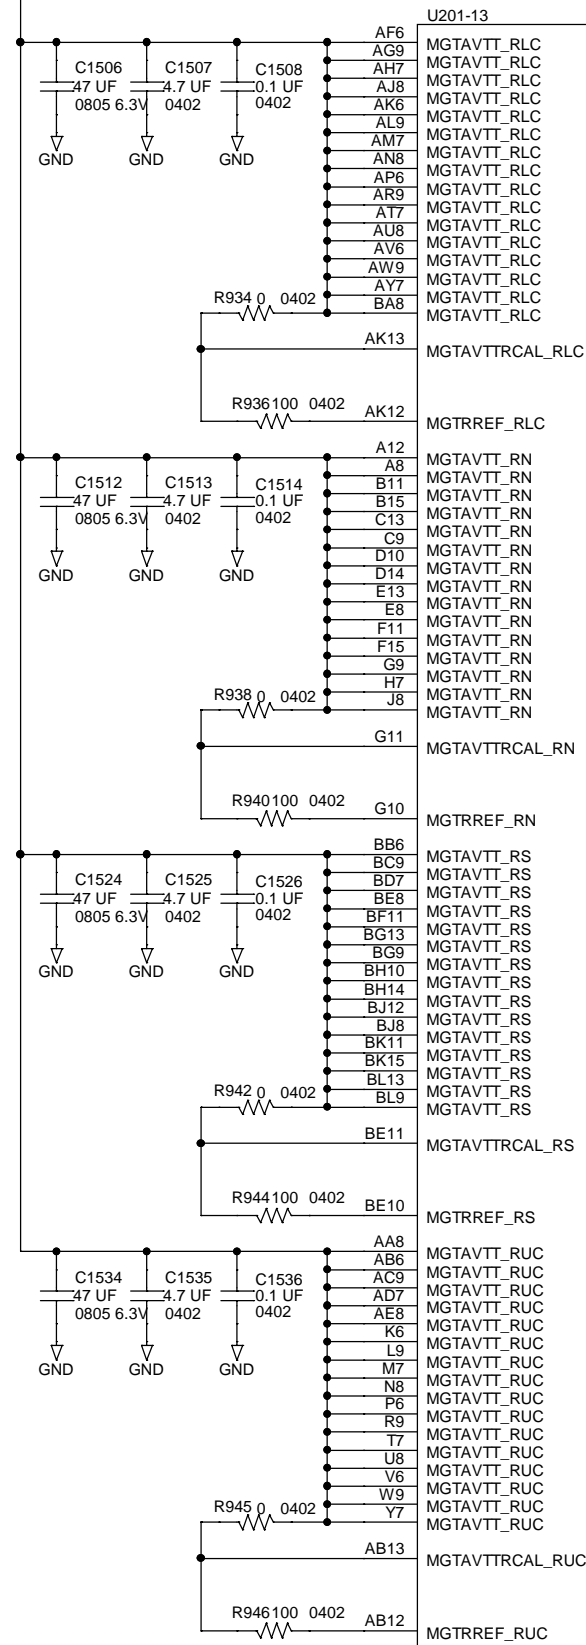 U201-13
AF6 MGTAVTT_RLC
AG9 MGTAVTT_RLC
AH7 MGTAVTT_RLC
AJ8 MGTAVTT_RLC
AK6 MGTAVTT_RLC
AL9 MGTAVTT_RLC
AM7 MGTAVTT_RLC
AN8 MGTAVTT_RLC
AP6 MGTAVTT_RLC
AR9 MGTAVTT_RLC
AT7 MGTAVTT_RLC
AU8 MGTAVTT_RLC
AV6 MGTAVTT_RLC
AW9 MGTAVTT_RLC
AY7 MGTAVTT_RLC
BA8 MGTAVTT_RLC
C1506 C1507 C1508
47 UF 4.7 UF 0.1 UF
0805 6.3V 0402 0402
GND GND GND
R934 0 0402
AK13 MGTAVTTRCAL_RLC
R936 100 0402 AK12 MGTRREF_RLC
A12 MGTAVTT_RN
A8 MGTAVTT_RN
B11 MGTAVTT_RN
B15 MGTAVTT_RN
C13 MGTAVTT_RN
C9 MGTAVTT_RN
D10 MGTAVTT_RN
D14 MGTAVTT_RN
E13 MGTAVTT_RN
E8 MGTAVTT_RN
F11 MGTAVTT_RN
F15 MGTAVTT_RN
G9 MGTAVTT_RN
H7 MGTAVTT_RN
J8 MGTAVTT_RN
C1512 C1513 C1514
47 UF 4.7 UF 0.1 UF
0805 6.3V 0402 0402
GND GND GND
R938 0 0402
G11 MGTAVTTRCAL_RN
R940 100 0402 G10 MGTRREF_RN
BB6 MGTAVTT_RS
BC9 MGTAVTT_RS
BD7 MGTAVTT_RS
BE8 MGTAVTT_RS
BF11 MGTAVTT_RS
BG13 MGTAVTT_RS
BG9 MGTAVTT_RS
BH10 MGTAVTT_RS
BH14 MGTAVTT_RS
BJ12 MGTAVTT_RS
BJ8 MGTAVTT_RS
BK11 MGTAVTT_RS
BK15 MGTAVTT_RS
BL13 MGTAVTT_RS
BL9 MGTAVTT_RS
C1524 C1525 C1526
47 UF 4.7 UF 0.1 UF
0805 6.3V 0402 0402
GND GND GND
R942 0 0402
BE11 MGTAVTTRCAL_RS
R944 100 0402 BE10 MGTRREF_RS
AA8 MGTAVTT_RUC
AB6 MGTAVTT_RUC
AC9 MGTAVTT_RUC
AD7 MGTAVTT_RUC
AE8 MGTAVTT_RUC
K6 MGTAVTT_RUC
L9 MGTAVTT_RUC
M7 MGTAVTT_RUC
N8 MGTAVTT_RUC
P6 MGTAVTT_RUC
R9 MGTAVTT_RUC
T7 MGTAVTT_RUC
U8 MGTAVTT_RUC
V6 MGTAVTT_RUC
W9 MGTAVTT_RUC
Y7 MGTAVTT_RUC
C1534 C1535 C1536
47 UF 4.7 UF 0.1 UF
0805 6.3V 0402 0402
GND GND GND
R945 0 0402
AB13 MGTAVTTRCAL_RUC
R946 100 0402 AB12 MGTRREF_RUC